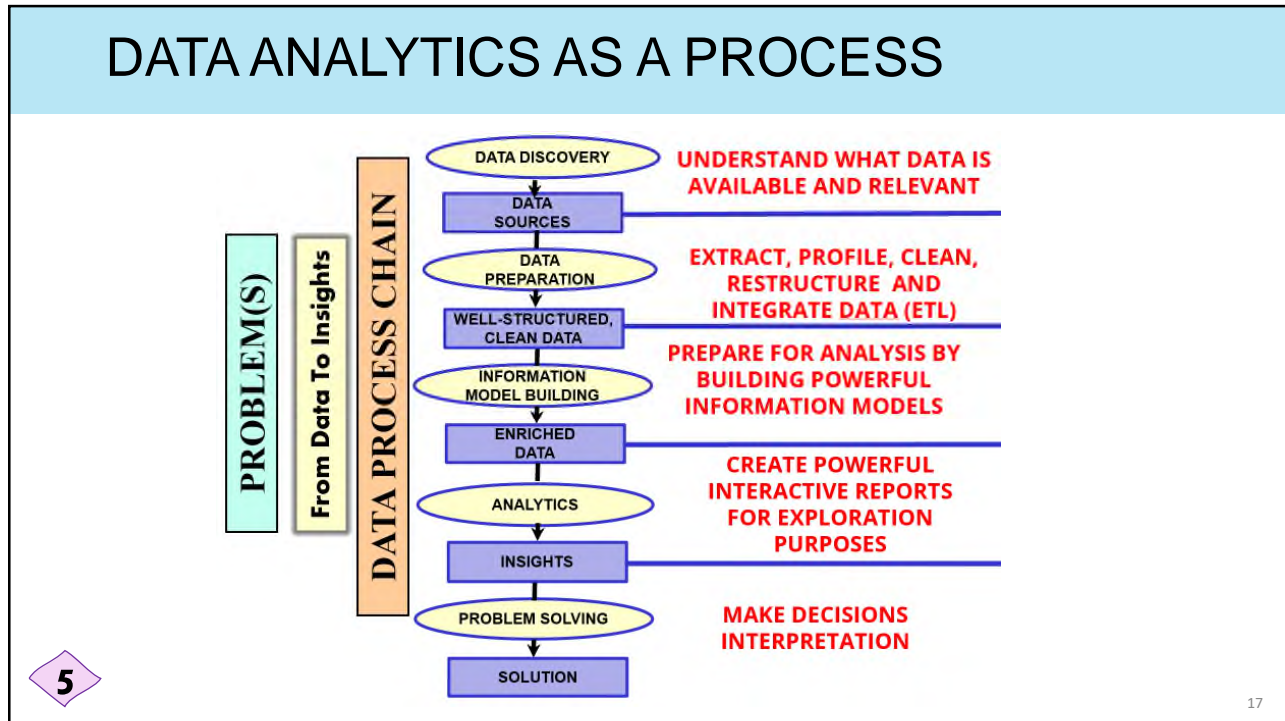 DATA ANALYTICS AS A PROCESS
PROBLEM(S)
From Data To Insights
DATA PROCESS CHAIN
DATA DISCOVERY
UNDERSTAND WHAT DATA IS
AVAILABLE AND RELEVANT
DATA
SOURCES
DATA
PREPARATION
EXTRACT, PROFILE, CLEAN,
RESTRUCTURE AND
INTEGRATE DATA (ETL)
WELL-STRUCTURED,
CLEAN DATA
INFORMATION
MODEL BUILDING
PREPARE FOR ANALYSIS BY
BUILDING POWERFUL
INFORMATION MODELS
ENRICHED
DATA
ANALYTICS
CREATE POWERFUL
INTERACTIVE REPORTS
FOR EXPLORATION
PURPOSES
INSIGHTS
PROBLEM SOLVING
MAKE DECISIONS
INTERPRETATION
SOLUTION
5
17